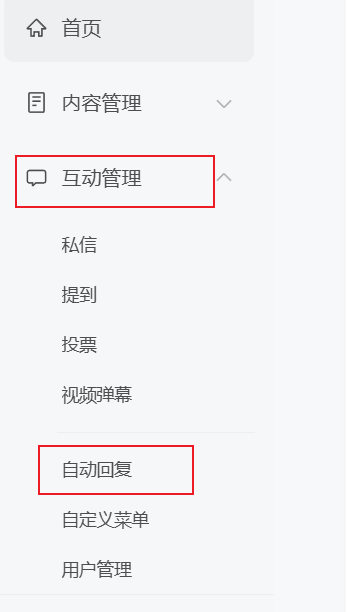 首页
内容管理
互动管理
私信
提到
投票
视频弹幕
自动回复
自定义菜单
用户管理